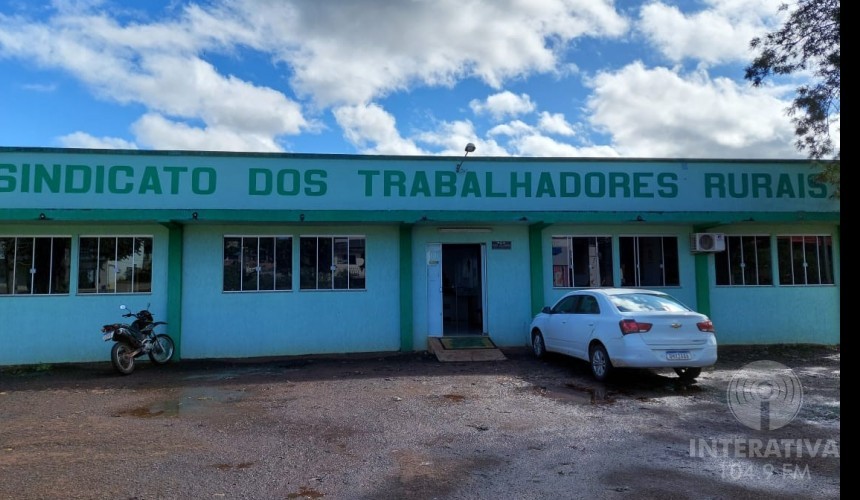 SINDICATO DOS TRABALHADORES RURAIS
INTERATIVA
104.9 FM